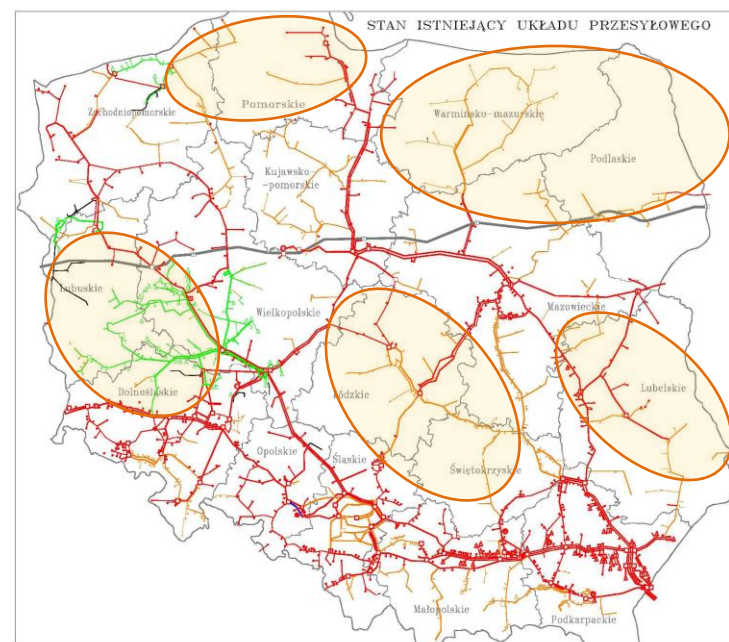 STAN ISTNIEJĄCY UKŁADU PRZESYŁOWEGO
Zachodniopomorskie
Pomorskie
Warmińsko-mazurskie
Podlaskie
Kujawsko-
-pomorskie
Lubuskie
Wielkopolskie
Mazowieckie
Łódzkie
Lubelskie
Dolnośląskie
Opolskie
Śląskie
Świętokrzyskie
Małopolskie
Podkarpackie